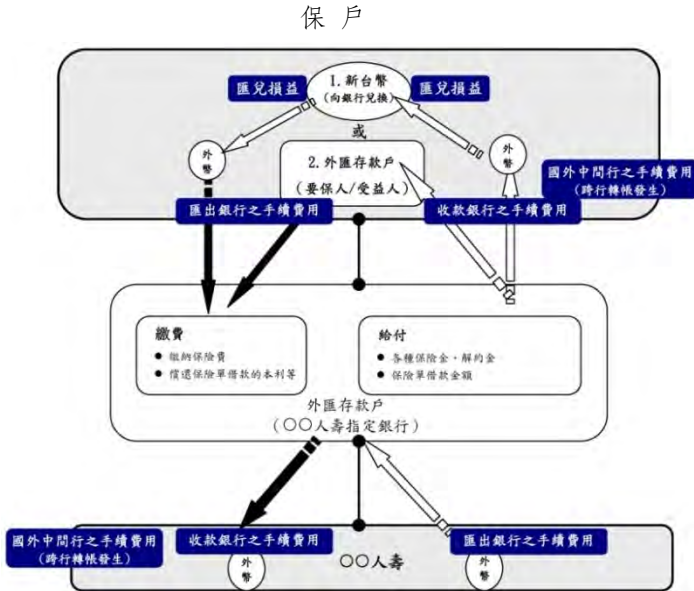 保 戶
匯兌損益
1.新台幣
(向銀行兌換)
匯兌損益
或
外
幣
外
幣
2.外匯存款戶
(要保人/受益人)
國外中間行之手續費用
(跨行轉帳發生)
匯出銀行之手續費用
收款銀行之手續費用
繳費
● 繳納保險費
● 償還保險單借款的本利等
給付
● 各種保險金、解約金
● 保險單借款金額
外匯存款戶
(○○人壽指定銀行)
國外中間行之手續費用
(跨行轉帳發生)
收款銀行之手續費用
匯出銀行之手續費用
外
幣
○○人壽
外
幣